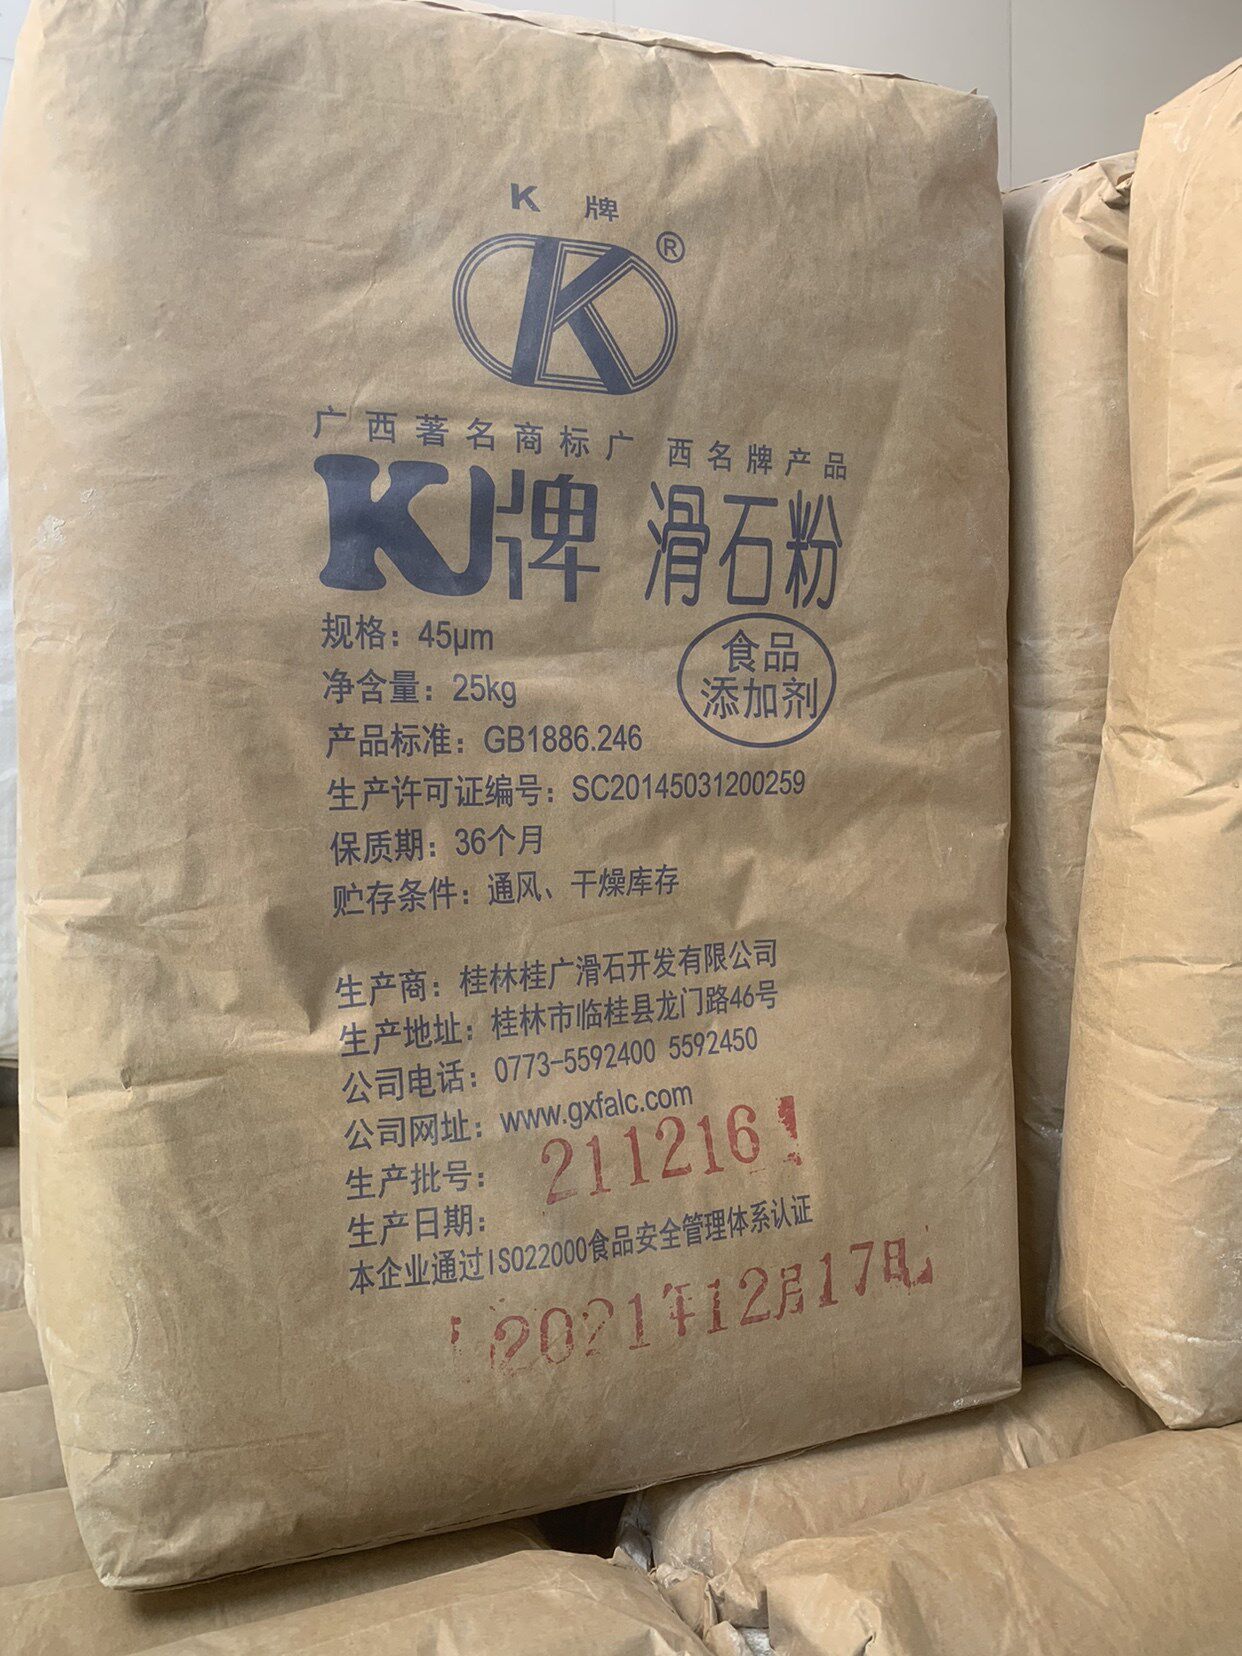 K 牌
K ®
广西著名商标广 西名牌产品
K牌 滑石粉
规格：45μm
食品
添加剂
净含量：25kg
产品标准：GB1886.246
生产许可证编号：SC20145031200259
保质期：36个月
贮存条件：通风、干燥库存
生产商：桂林桂广滑石开发有限公司
生产地址：桂林市临桂县龙门路46号
公司电话：0773-5592400 5592450
公司网址：www.gxfalc.com
生产批号：211216
生产日期：
本企业通过ISO22000食品安全管理体系认证
2021年12月17日